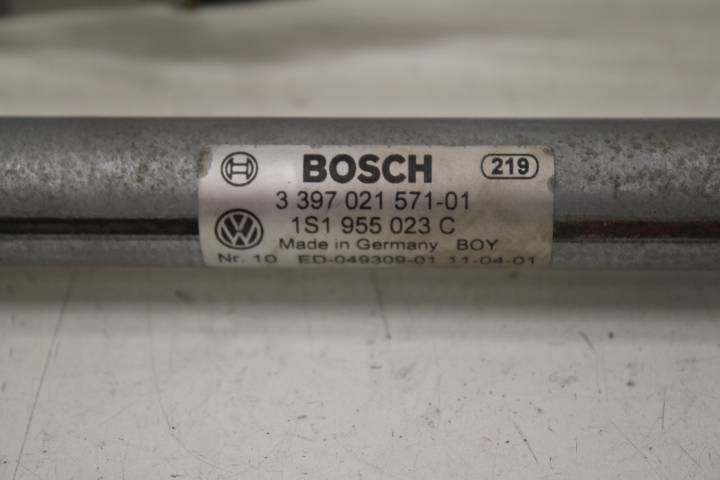 BOSCH 219
3 397 021 571-01
1S1 955 023 C
Made in Germany BOY
Nr. 10 ED-049309-01 11-04-01